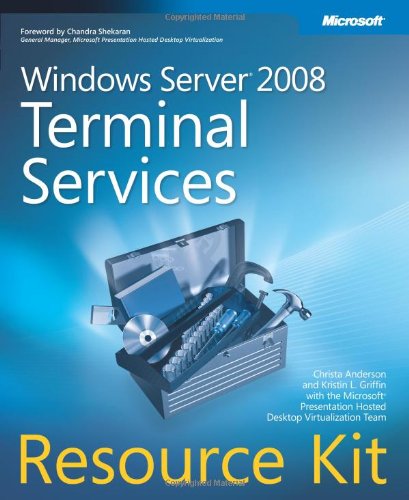 Copyrighted Material
Foreword by Chandra Shekaran
General Manager, Microsoft Presentation Hosted Desktop Virtualization
Microsoft®
Windows Server® 2008
Terminal
Services
Christa Anderson
and Kristin L. Griffin
with the Microsoft®
Presentation Hosted
Desktop Virtualization Team
Resource Kit